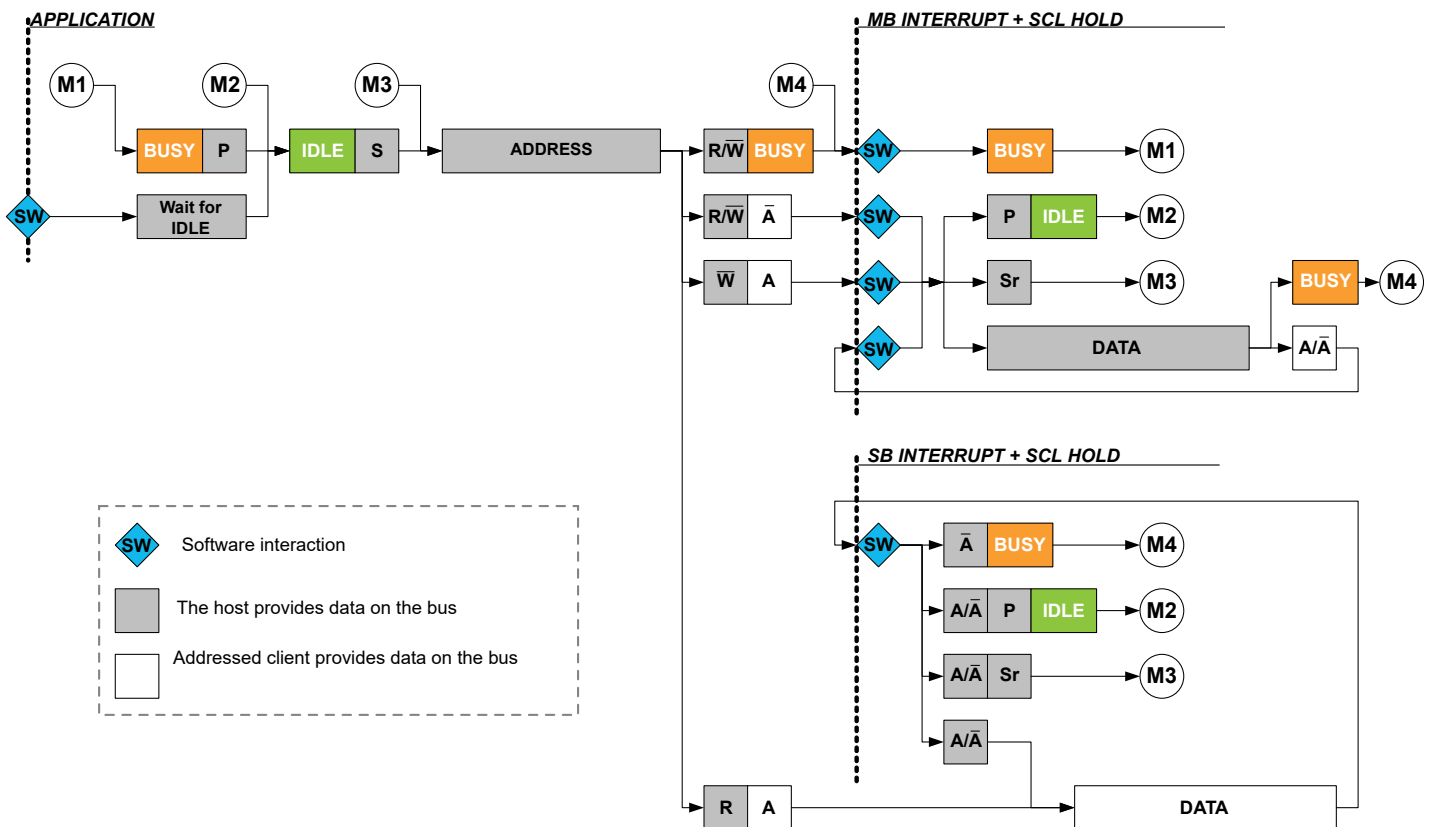 APPLICATION
MB INTERRUPT + SCL HOLD
M1
M2
M3
M4
BUSY P
IDLE S
ADDRESS
R/W̅ BUSY
SW
BUSY
M1
SW
Wait for
IDLE
R/W̅ A̅
SW
P IDLE
M2
W̅ A
SW
Sr
M3
BUSY
M4
SW
DATA
A/A̅
SB INTERRUPT + SCL HOLD
SW
A̅ BUSY
M4
A/A̅ P IDLE
M2
A/A̅ Sr
M3
A/A̅
R A
DATA
SW
Software interaction
The host provides data on the bus
Addressed client provides data on the bus